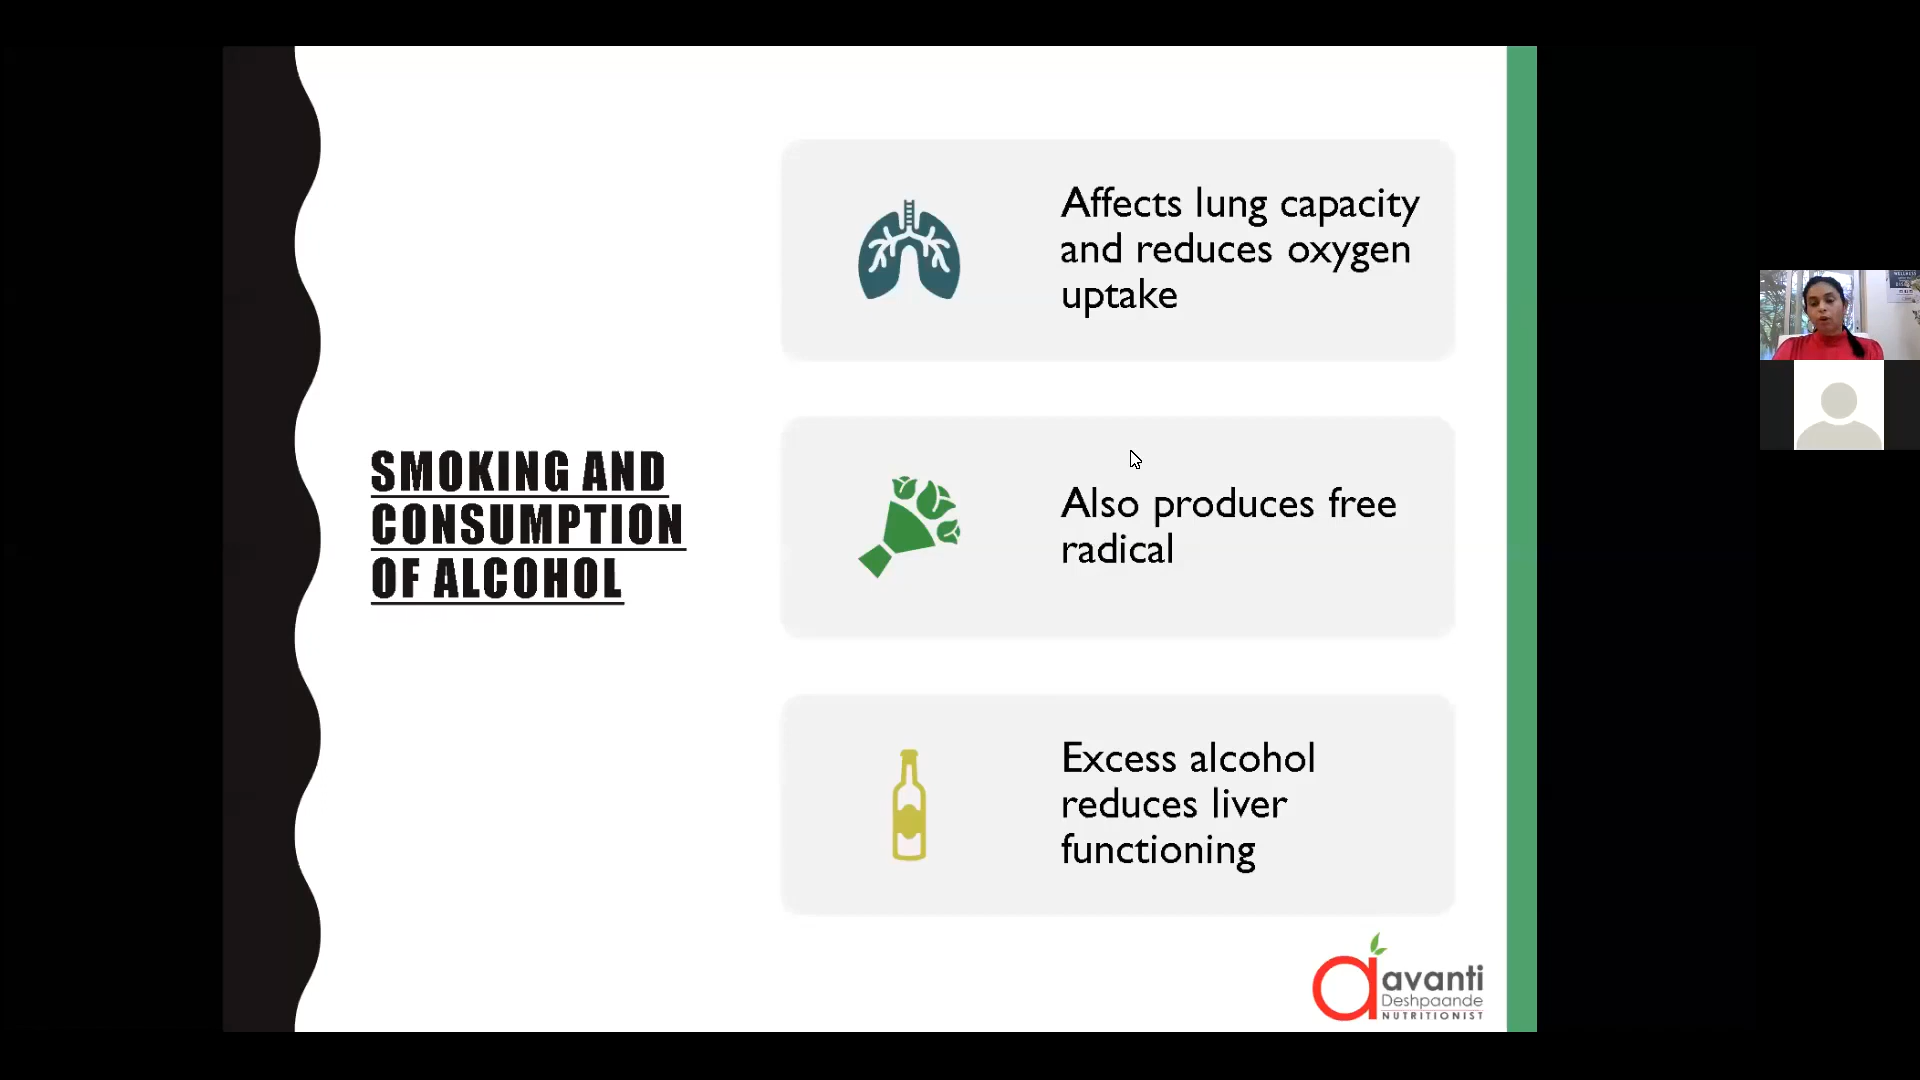 SMOKING AND
CONSUMPTION
OF ALCOHOL
Affects lung capacity
and reduces oxygen
uptake
Also produces free
radical
Excess alcohol
reduces liver
functioning
avanti
Deshpaande
NUTRITIONIST
WELLNESS